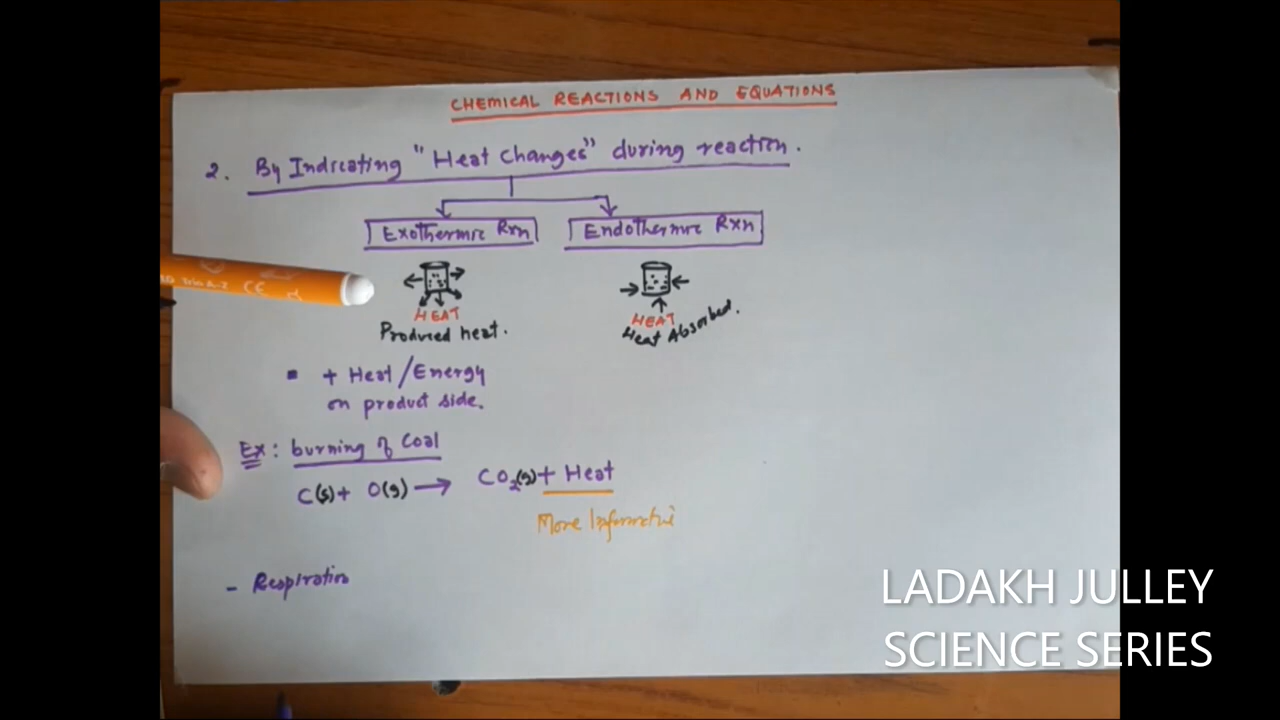 CHEMICAL REACTIONS AND EQUATIONS
2. By Indicating "Heat Changes" during reaction.
Exothermic Rxn
Endothermic Rxn
HEAT
Produced heat.
HEAT
Heat Absorbed.
+ Heat/Energy
on product side.
Ex: burning of Coal
C(s) + O(g) → CO₂(g) + Heat
More Informative
- Respiration
CE
LADAKH JULLEY
SCIENCE SERIES